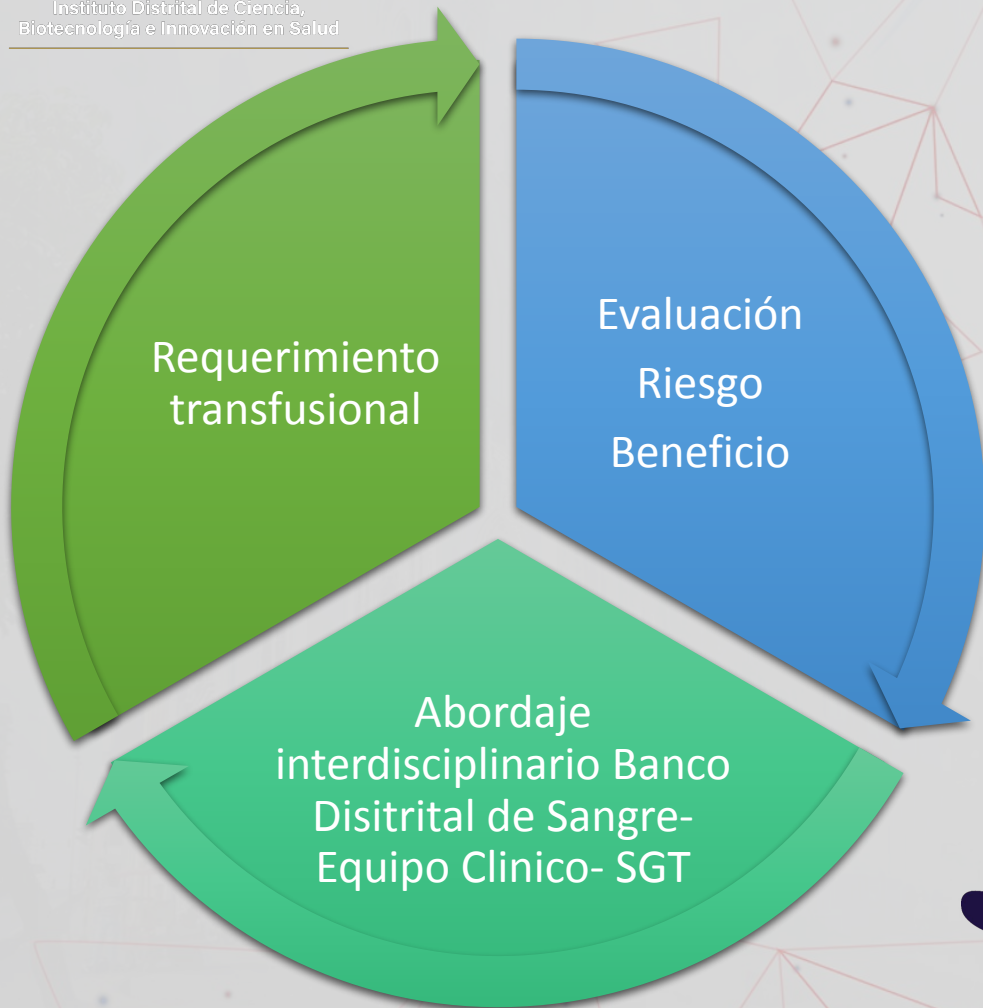 Instituto Distrital de Ciencia,
Biotecnología e Innovación en Salud
Requerimiento
transfusional
Evaluación
Riesgo
Beneficio
Abordaje
interdisciplinario Banco
Disitrital de Sangre-
Equipo Clinico- SGT